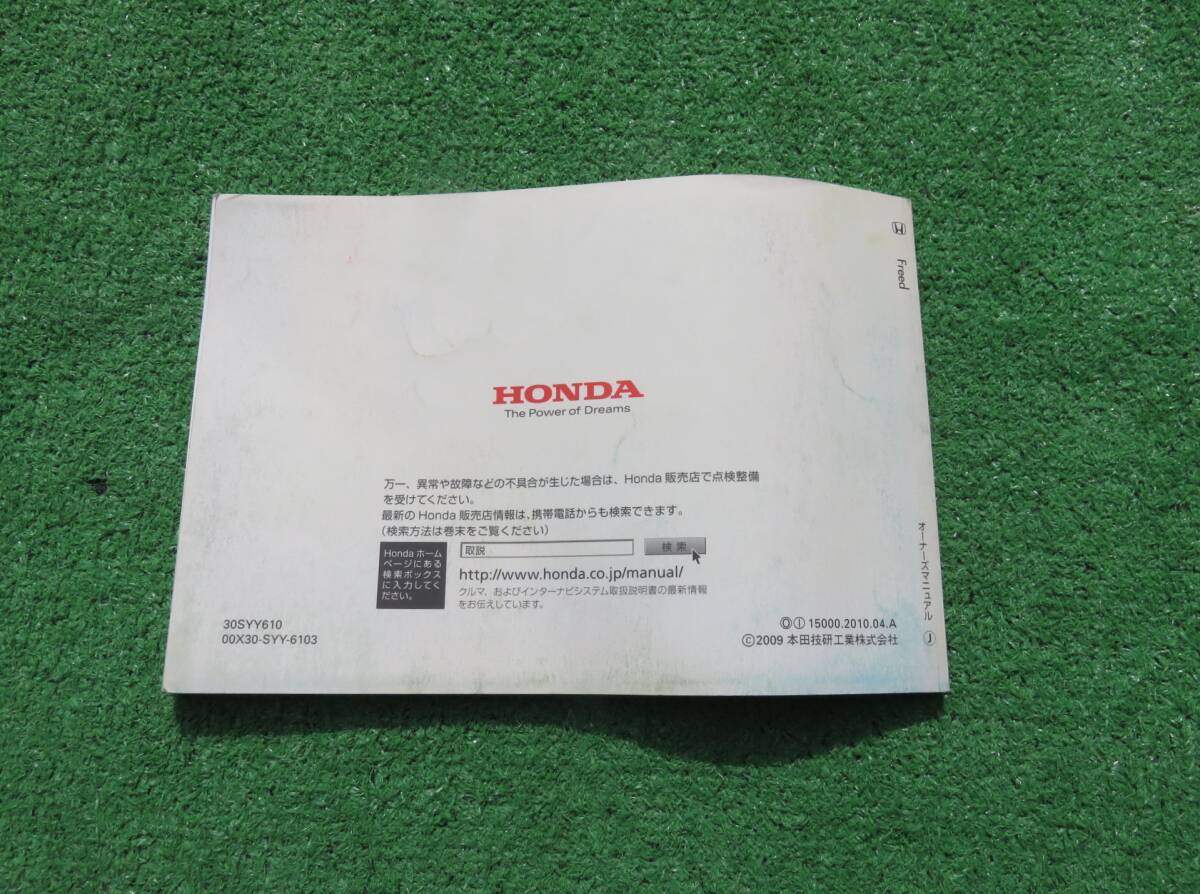 Freed
HONDA
The Power of Dreams
万一、異常や故障などの不具合が生じた場合は、Honda 販売店で点検整備
を受けてください。
最新の Honda 販売店情報は、携帯電話からも検索できます。
(検索方法は巻末をご覧ください)
Honda ホーム
ページにある
検索ボックス
に入力してく
ださい。
取説
検 索
http://www.honda.co.jp/manual/
クルマ、およびインターナビシステム取扱説明書の最新情報
をお伝えしています。
オーナーズマニュアル Ⓙ
30SYY610
00X30-SYY-6103
◎Ⓘ 15000.2010.04.A
Ⓒ2009 本田技研工業株式会社